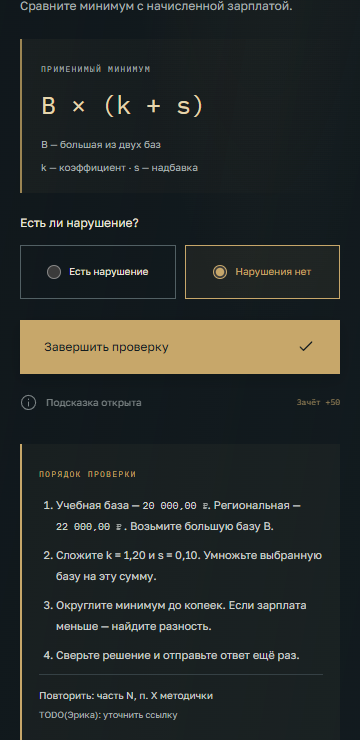 Сравните минимум с начисленной зарплатой.
ПРИМЕНИМЫЙ МИНИМУМ
B × (k + s)
B — большая из двух баз
k — коэффициент · s — надбавка
Есть ли нарушение?
Есть нарушение
Нарушения нет
Завершить проверку
Подсказка открыта
Зачёт +50
ПОРЯДОК ПРОВЕРКИ
1. Учебная база — 20 000,00 ₽. Региональная —
22 000,00 ₽. Возьмите большую базу B.
2. Сложите k = 1,20 и s = 0,10. Умножьте выбранную
базу на эту сумму.
3. Округлите минимум до копеек. Если зарплата
меньше — найдите разность.
4. Сверьте решение и отправьте ответ ещё раз.
Повторить: часть N, п. X методички
TODO(Эрика): уточнить ссылку